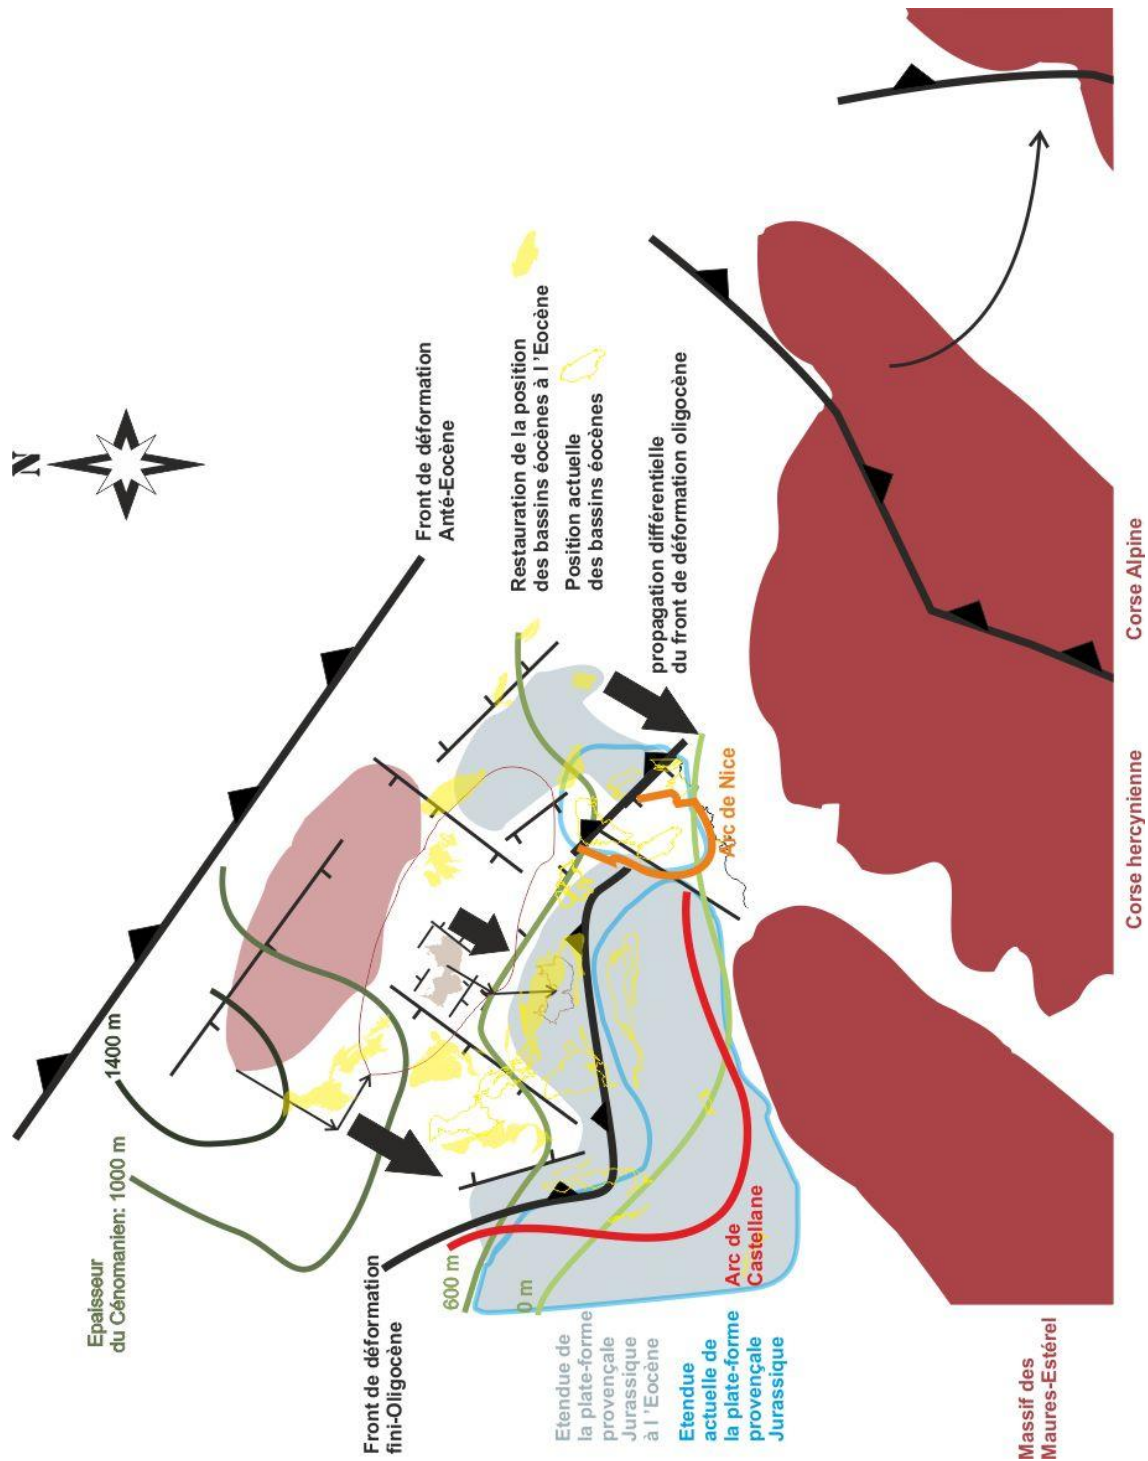 N
Front de déformation
Anté-Eocène
Restauration de la position
des bassins éocènes à l 'Eocène
Position actuelle
des bassins éocènes
propagation différentielle
du front de déformation oligocène
1400 m
Epaisseur
du Cénomanien: 1000 m
Front de déformation
fini-Oligocène
600 m
0 m
Arc de Nice
Arc de
Castellane
Etendue de
la plate-forme
provençale
Jurassique
à l 'Eocène
Etendue
actuelle de
la plate-forme
provençale
Jurassique
Massif des
Maures-Estérel
Corse hercynienne
Corse Alpine